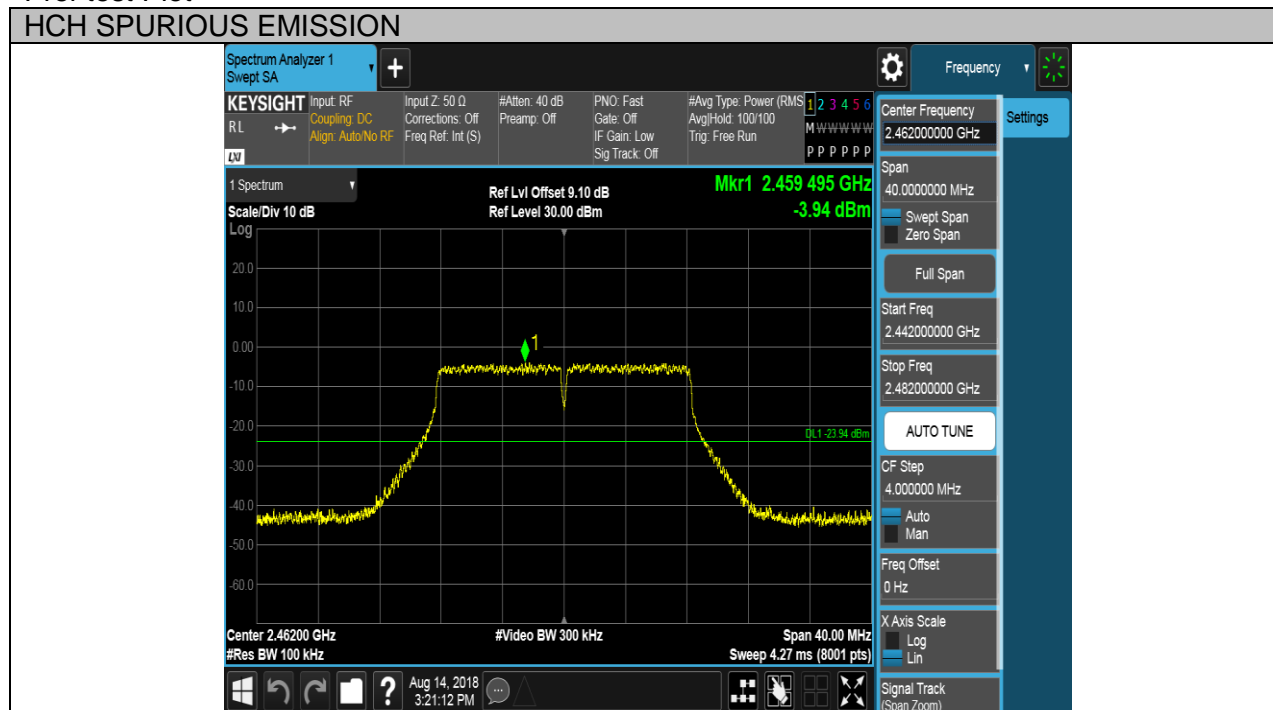 HCH SPURIOUS EMISSION
Spectrum Analyzer 1
Swept SA
+
Frequency
KEYSIGHT Input: RF Input Z: 50 Ω #Atten: 40 dB PNO: Fast #Avg Type: Power (RMS 1 2 3 4 5 6
RL Coupling: DC Corrections: Off Preamp: Off Gate: Off Avg|Hold: 100/100 M W W W W W
Align: Auto/No RF Freq Ref: Int (S) IF Gain: Low Trig: Free Run
LXI Sig Track: Off P P P P P P
1 Spectrum
Scale/Div 10 dB
Log
Ref Lvl Offset 9.10 dB
Ref Level 30.00 dBm
Mkr1 2.459 495 GHz
-3.94 dBm
20.0
10.0
0.00
-10.0
-20.0
-30.0
-40.0
-50.0
-60.0
1
DL1 -23.94 dBm
Center 2.46200 GHz #Video BW 300 kHz Span 40.00 MHz
#Res BW 100 kHz Sweep 4.27 ms (8001 pts)
? Aug 14, 2018
3:21:12 PM
Center Frequency
2.462000000 GHz
Settings
Span
40.0000000 MHz
Swept Span
Zero Span
Full Span
Start Freq
2.442000000 GHz
Stop Freq
2.482000000 GHz
AUTO TUNE
CF Step
4.000000 MHz
Auto
Man
Freq Offset
0 Hz
X Axis Scale
Log
Lin
Signal Track
(Span Zoom)